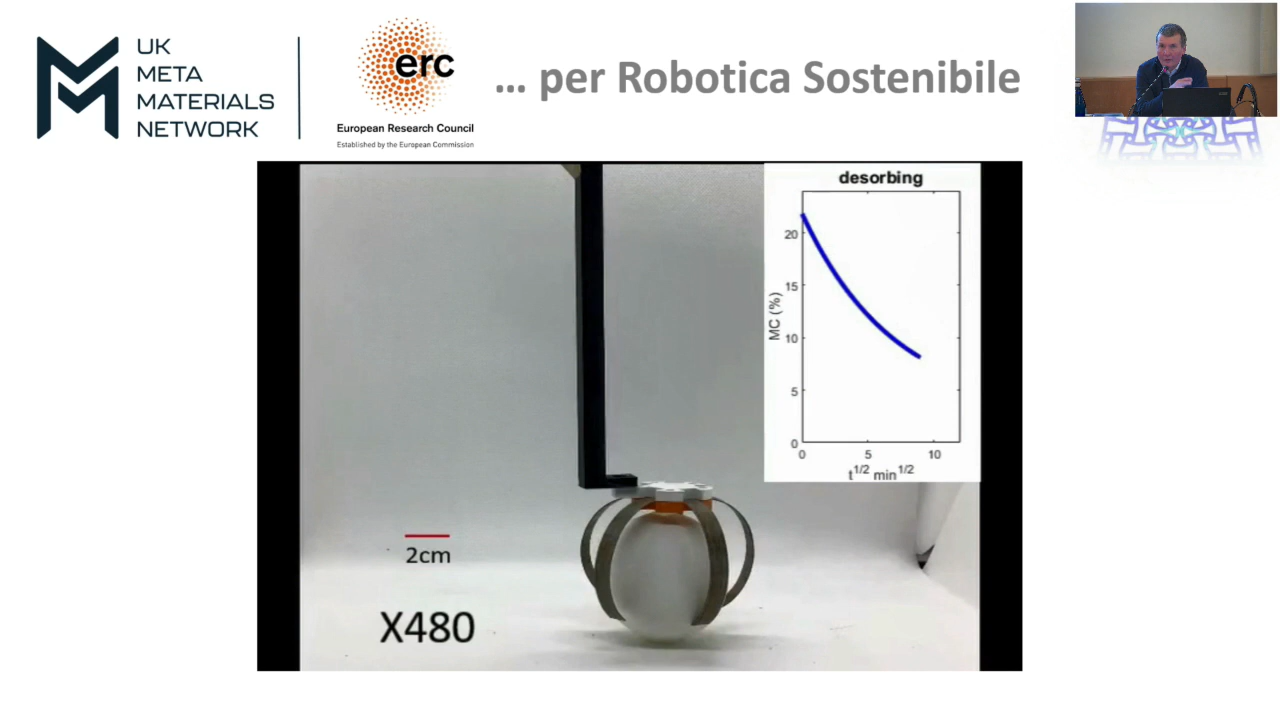 UK
META
MATERIALS
NETWORK
erc
European Research Council
Established by the European Commission
... per Robotica Sostenibile
desorbing
20
15
10
5
0
MC (%)
0 5 10
t^1/2 min^1/2
2cm
X480